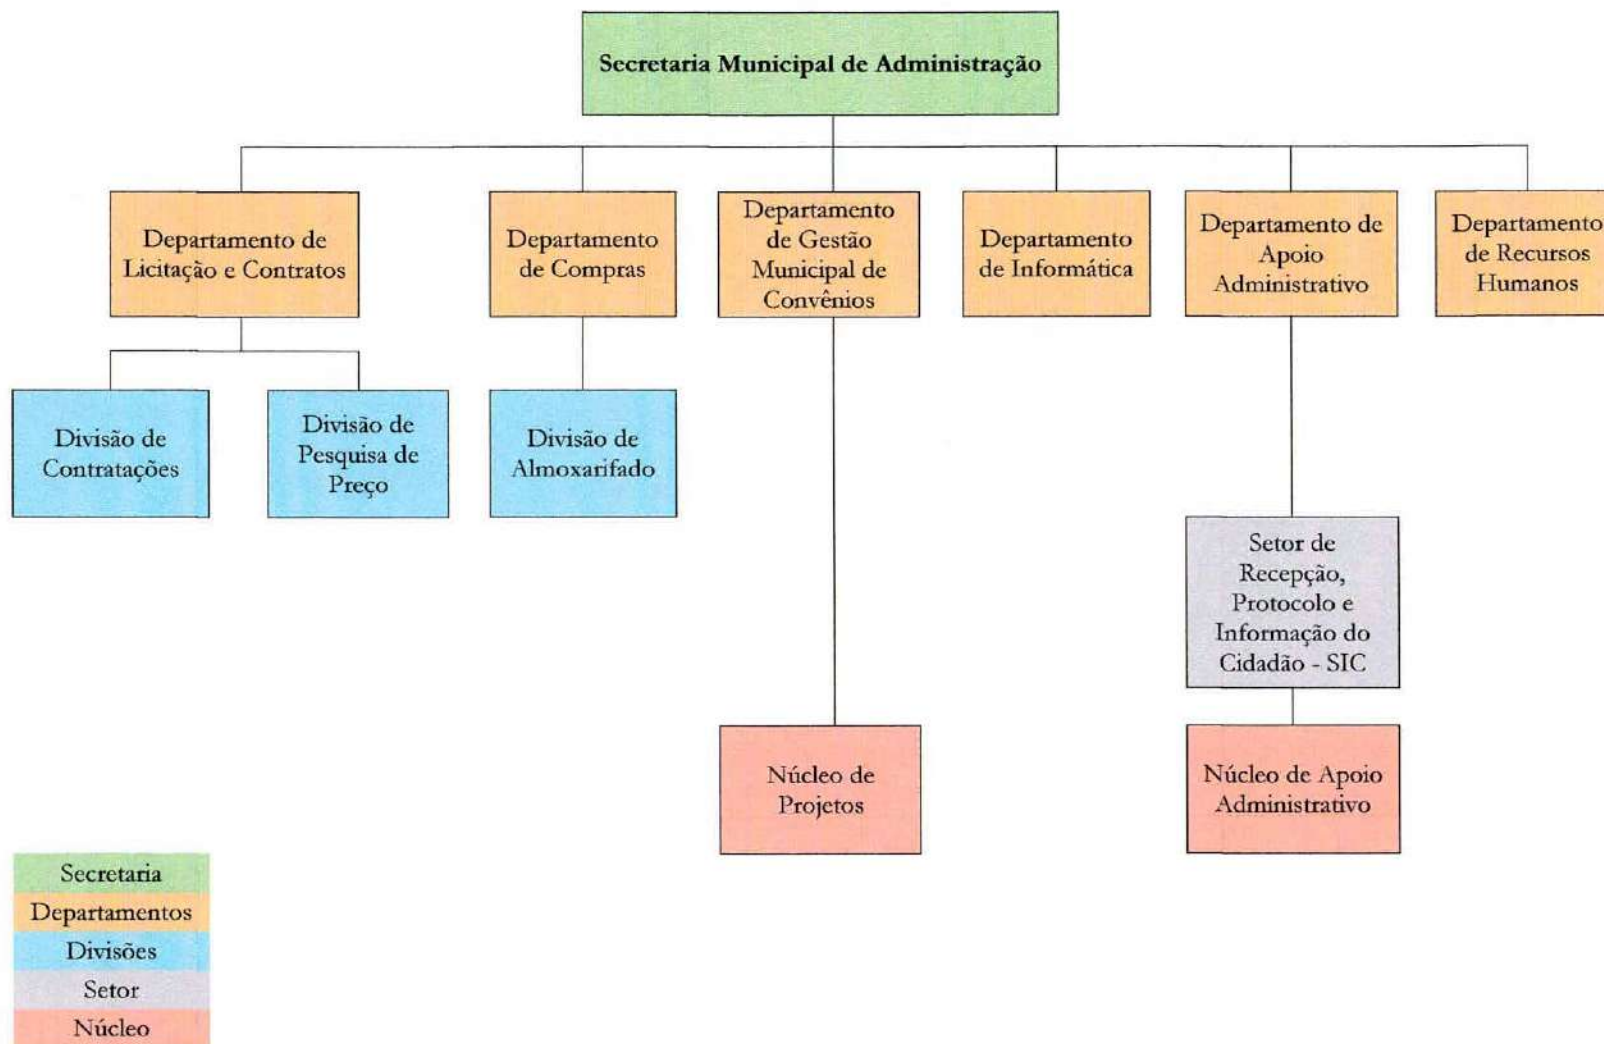 Secretaria Municipal de Administração
Departamento de
Licitação e Contratos
Departamento
de Compras
Departamento
de Gestão
Municipal de
Convênios
Departamento
de Informática
Departamento de
Apoio
Administrativo
Departamento
de Recursos
Humanos
Divisão de
Contratações
Divisão de
Pesquisa de
Preço
Divisão de
Almoxarifado
Setor de
Recepção,
Protocolo e
Informação do
Cidadão - SIC
Núcleo de
Projetos
Núcleo de Apoio
Administrativo
Secretaria
Departamentos
Divisões
Setor
Núcleo